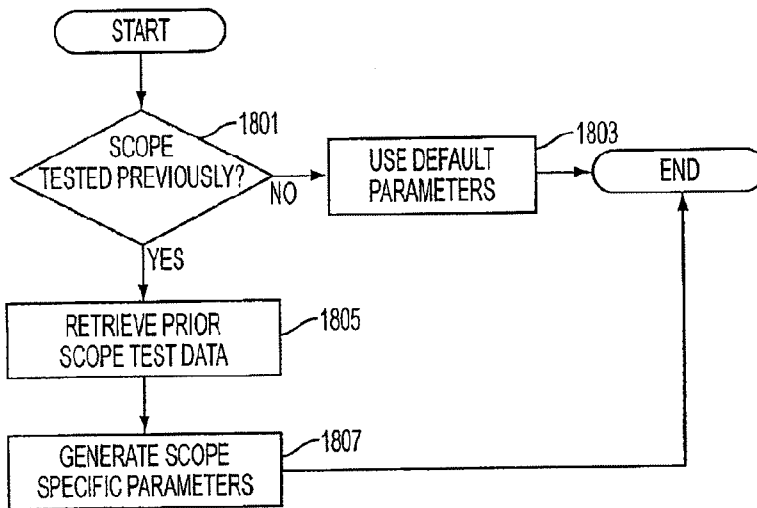 START
1801
SCOPE
TESTED PREVIOUSLY?
NO
1803
USE DEFAULT
PARAMETERS
END
YES
1805
RETRIEVE PRIOR
SCOPE TEST DATA
1807
GENERATE SCOPE
SPECIFIC PARAMETERS